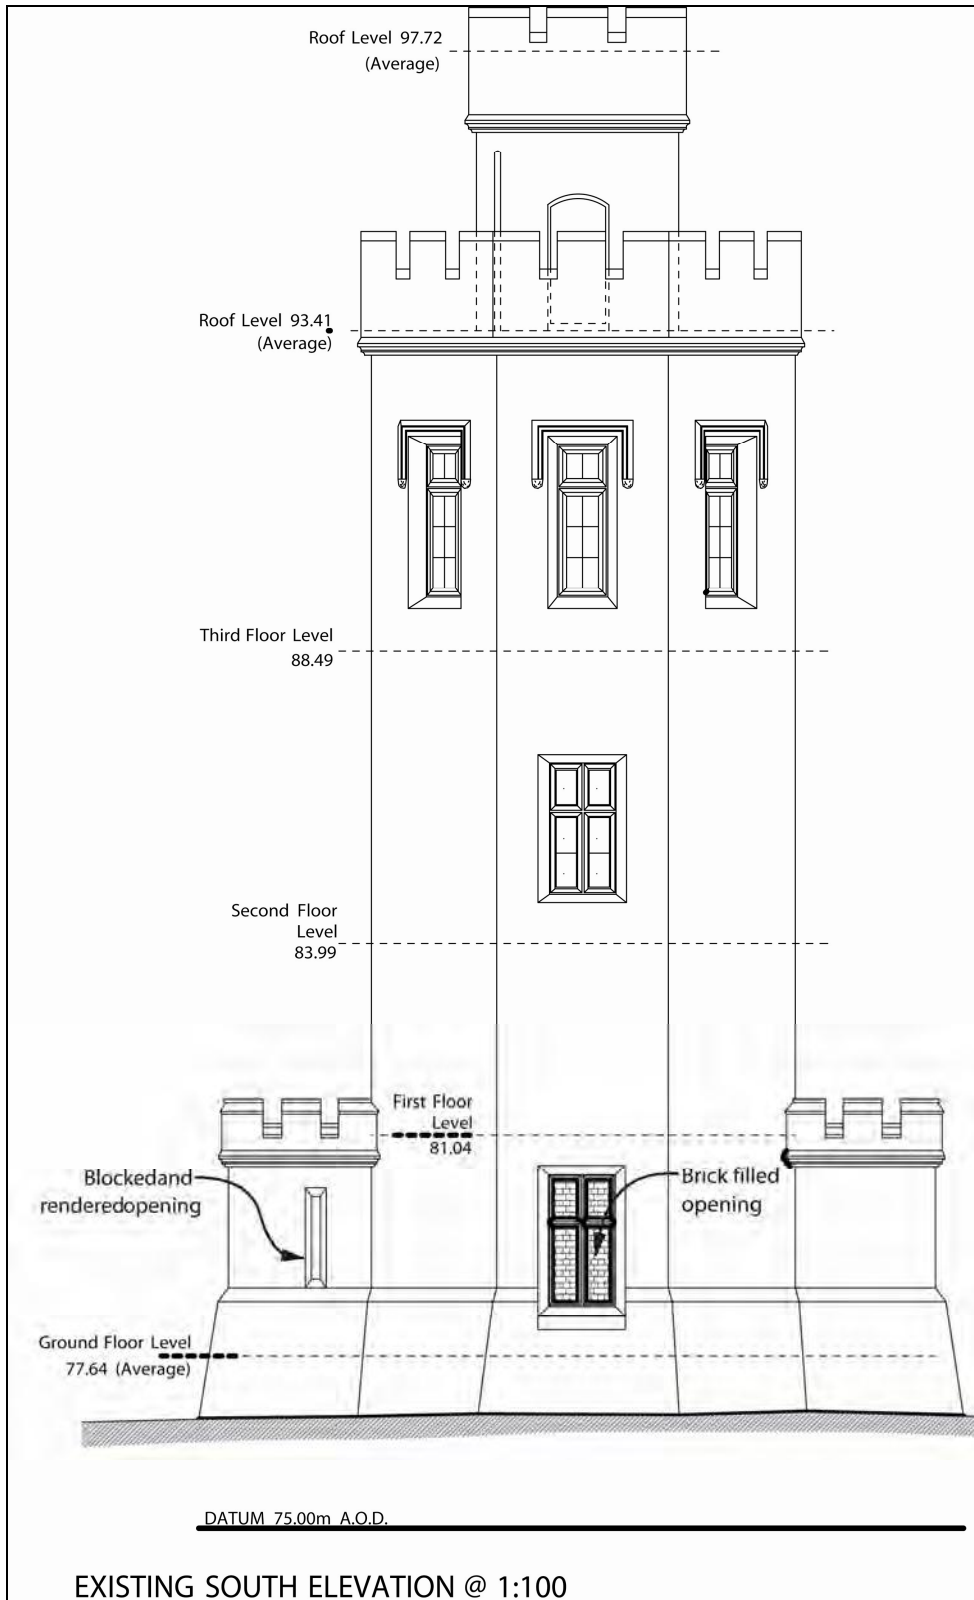 Roof Level 97.72
(Average)
Roof Level 93.41
(Average)
Third Floor Level
88.49
Second Floor
Level
83.99
First Floor
Level
81.04
Blockedand
renderedopening
Brick filled
opening
Ground Floor Level
77.64 (Average)
DATUM 75.00m A.O.D.
EXISTING SOUTH ELEVATION @ 1:100